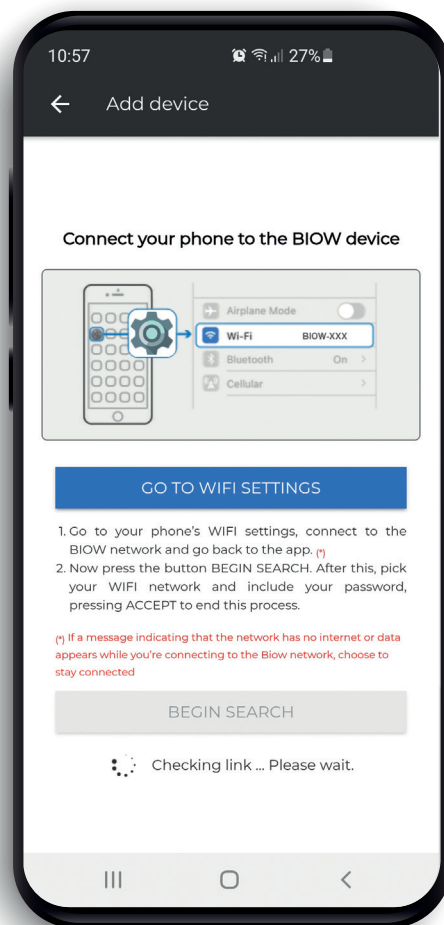 10:57 27%
Add device
Connect your phone to the BIOW device
Airplane Mode
Wi-Fi BIOW-XXX
Bluetooth On
Cellular
GO TO WIFI SETTINGS
1. Go to your phone's WIFI settings, connect to the
BIOW network and go back to the app. (*)
2. Now press the button BEGIN SEARCH. After this, pick
your WIFI network and include your password,
pressing ACCEPT to end this process.
(*) If a message indicating that the network has no internet or data
appears while you're connecting to the Biow network, choose to
stay connected
BEGIN SEARCH
Checking link ... Please wait.